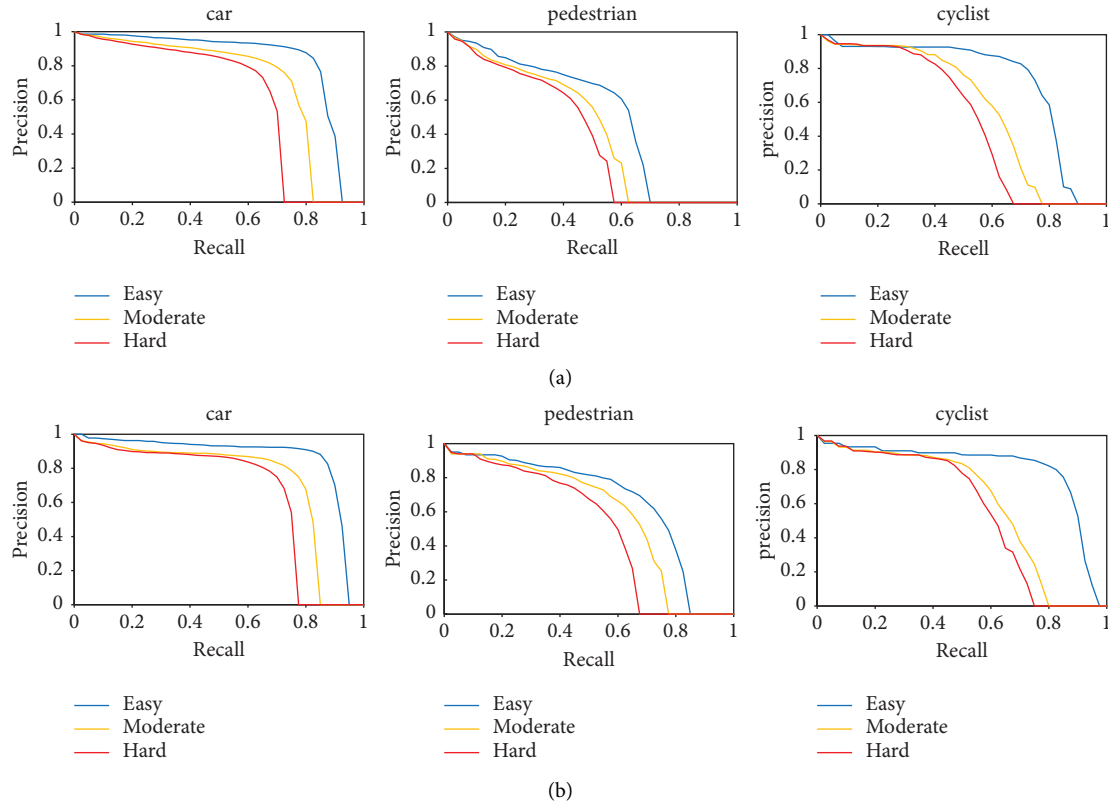 car
pedestrian
cyclist
1
0.8
0.6
0.4
0.2
0
Precision
0 0.2 0.4 0.6 0.8 1
Recall
1
0.8
0.6
0.4
0.2
0
Precision
0 0.2 0.4 0.6 0.8 1
Recall
1
0.8
0.6
0.4
0.2
0
precision
0 0.2 0.4 0.6 0.8 1
Recell
Easy
Moderate
Hard
Easy
Moderate
Hard
Easy
Moderate
Hard
(a)
car
pedestrian
cyclist
1
0.8
0.6
0.4
0.2
0
Precision
0 0.2 0.4 0.6 0.8 1
Recall
1
0.8
0.6
0.4
0.2
0
Precision
0 0.2 0.4 0.6 0.8 1
Recall
1
0.8
0.6
0.4
0.2
0
precision
0 0.2 0.4 0.6 0.8 1
Recall
Easy
Moderate
Hard
Easy
Moderate
Hard
Easy
Moderate
Hard
(b)